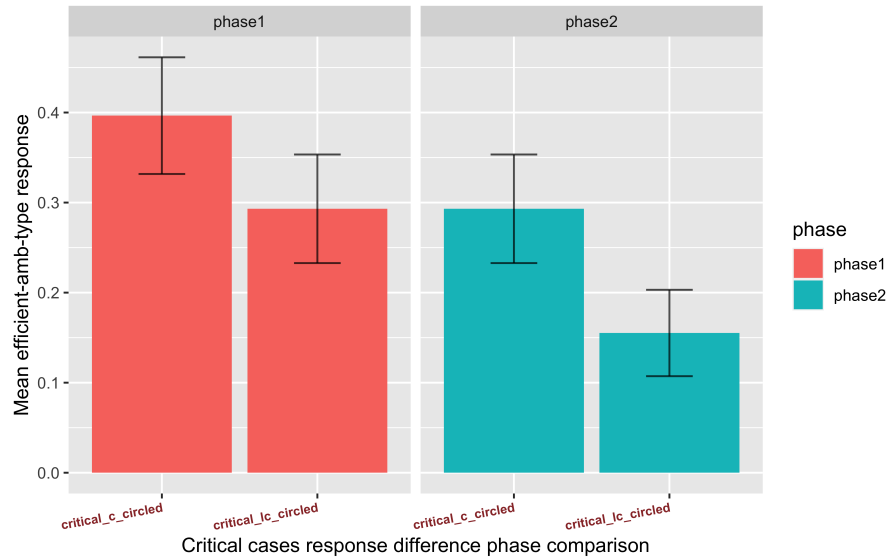 phase1
phase2
Mean efficient-amb-type response
0.4
0.3
0.2
0.1
0.0
critical_c_circled
critical_lc_circled
critical_c_circled
critical_lc_circled
Critical cases response difference phase comparison
phase
phase1
phase2